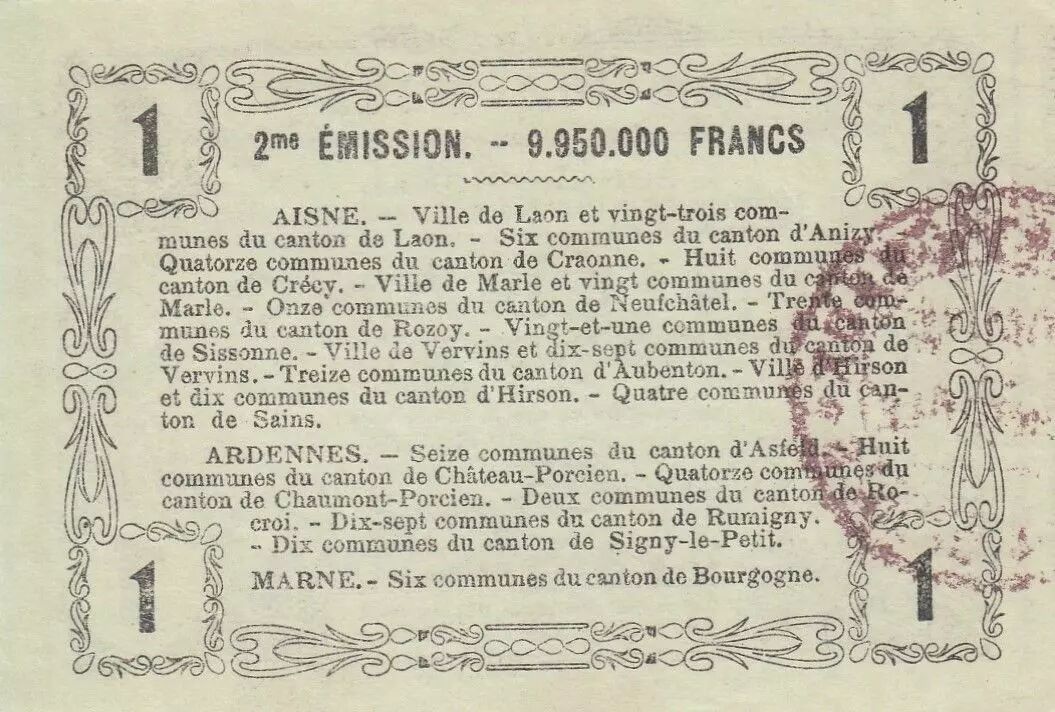 1
1
2me ÉMISSION. -- 9.950.000 FRANCS
AISNE. — Ville de Laon et vingt-trois com-
munes du canton de Laon. - Six communes du canton d'Anizy
Quatorze communes du canton de Craonne. - Huit communes du
canton de Crécy. - Ville de Marle et vingt communes du canton de
Marle. - Onze communes du canton de Neufchâtel. - Trente com-
munes du canton de Rozoy. - Vingt-et-une communes du canton
de Sissonne. - Ville de Vervins et dix-sept communes du canton de
Vervins. - Treize communes du canton d'Aubenton. - Ville d'Hirson
et dix communes du canton d'Hirson. - Quatre communes du can-
ton de Sains.
ARDENNES. — Seize communes du canton d'Asfeld. - Huit
communes du canton de Château-Porcien. - Quatorze communes du
canton de Chaumont-Porcien. - Deux communes du canton de Ro-
croi. - Dix-sept communes du canton de Rumigny.
- Dix communes du canton de Signy-le-Petit.
MARNE. - Six communes du canton de Bourgogne.
1
1